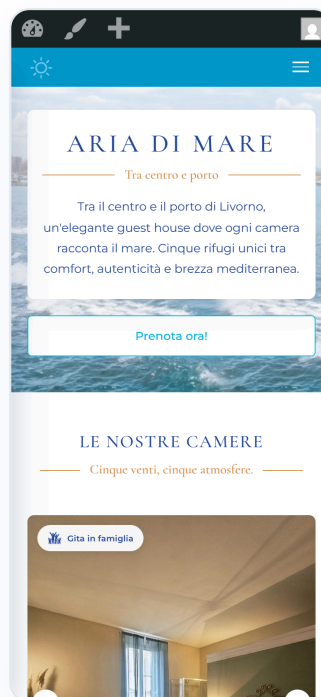 ARIA DI MARE
Tra centro e porto
Tra il centro e il porto di Livorno,
un'elegante guest house dove ogni camera
racconta il mare. Cinque rifugi unici tra
comfort, autenticità e brezza mediterranea.
Prenota ora!
LE NOSTRE CAMERE
Cinque venti, cinque atmosfere.
Gita in famiglia